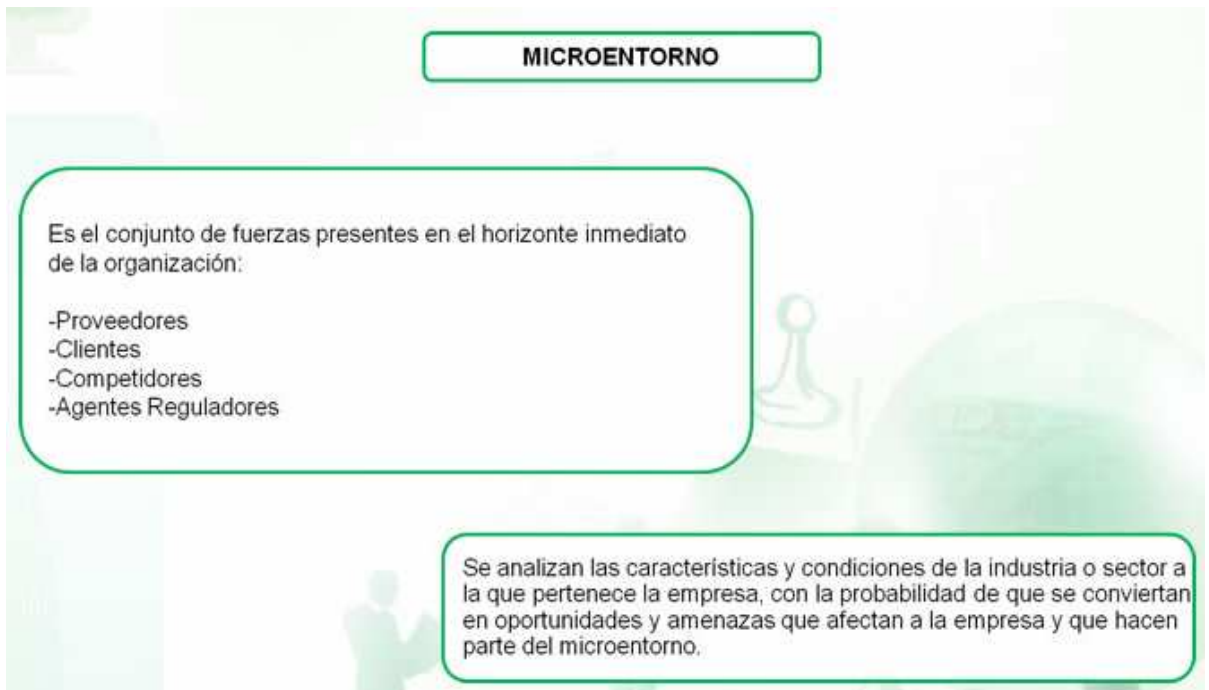 MICROENTORNO
Es el conjunto de fuerzas presentes en el horizonte inmediato
de la organización:
-Proveedores
-Clientes
-Competidores
-Agentes Reguladores
Se analizan las características y condiciones de la industria o sector a
la que pertenece la empresa, con la probabilidad de que se conviertan
en oportunidades y amenazas que afectan a la empresa y que hacen
parte del microentorno.